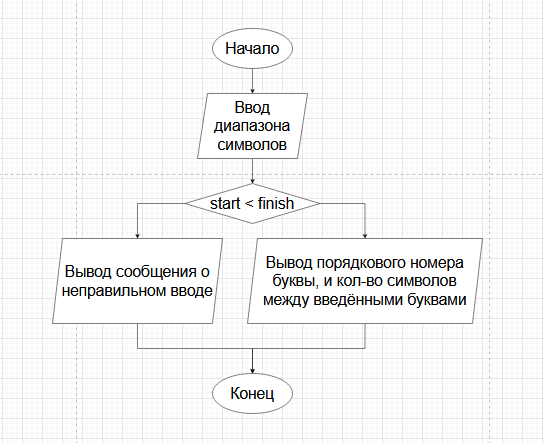 Начало
Ввод
диапазона
символов
start < finish
Вывод сообщения о
неправильном вводе
Вывод порядкового номера
буквы, и кол-во символов
между введёнными буквами
Конец